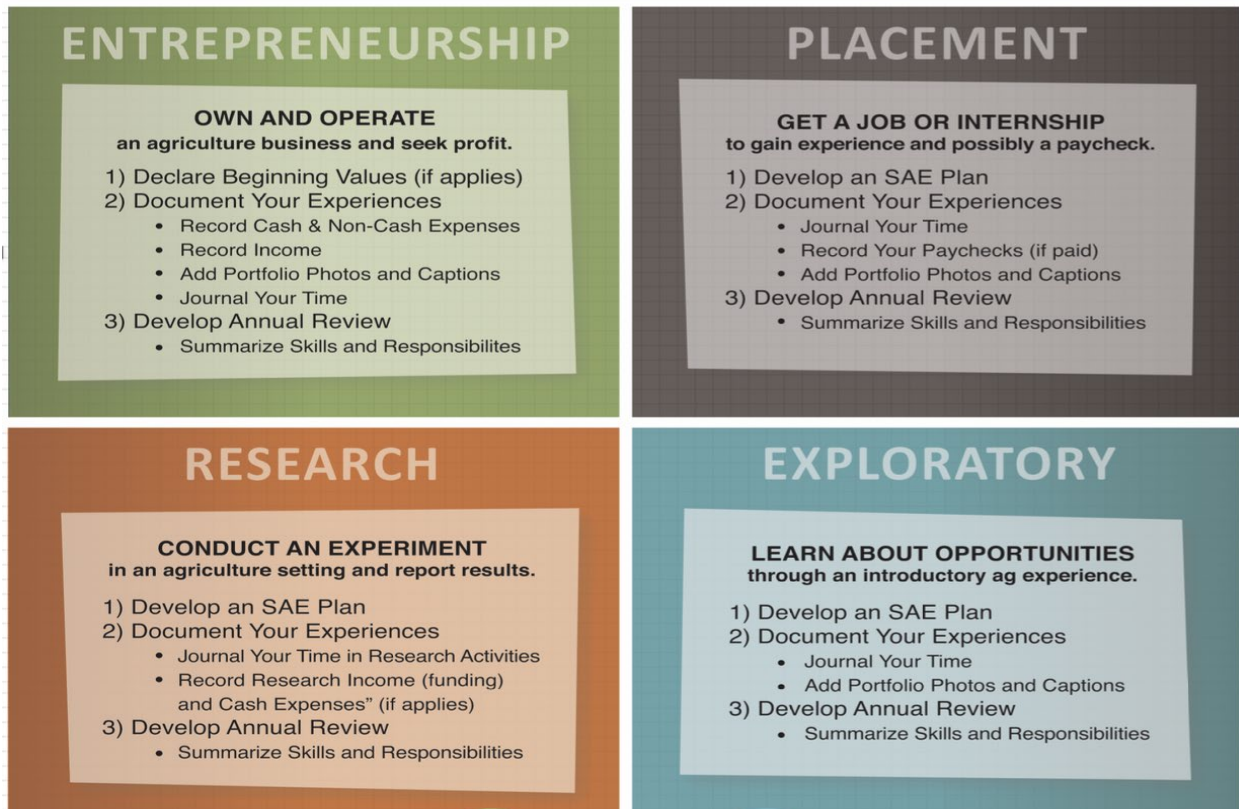 ENTREPRENEURSHIP
OWN AND OPERATE
an agriculture business and seek profit.
1) Declare Beginning Values (if applies)
2) Document Your Experiences
• Record Cash & Non-Cash Expenses
• Record Income
• Add Portfolio Photos and Captions
• Journal Your Time
3) Develop Annual Review
• Summarize Skills and Responsibilites
PLACEMENT
GET A JOB OR INTERNSHIP
to gain experience and possibly a paycheck.
1) Develop an SAE Plan
2) Document Your Experiences
• Journal Your Time
• Record Your Paychecks (if paid)
• Add Portfolio Photos and Captions
3) Develop Annual Review
• Summarize Skills and Responsibilities
RESEARCH
CONDUCT AN EXPERIMENT
in an agriculture setting and report results.
1) Develop an SAE Plan
2) Document Your Experiences
• Journal Your Time in Research Activities
• Record Research Income (funding)
and Cash Expenses” (if applies)
3) Develop Annual Review
• Summarize Skills and Responsibilities
EXPLORATORY
LEARN ABOUT OPPORTUNITIES
through an introductory ag experience.
1) Develop an SAE Plan
2) Document Your Experiences
• Journal Your Time
• Add Portfolio Photos and Captions
3) Develop Annual Review
• Summarize Skills and Responsibilities